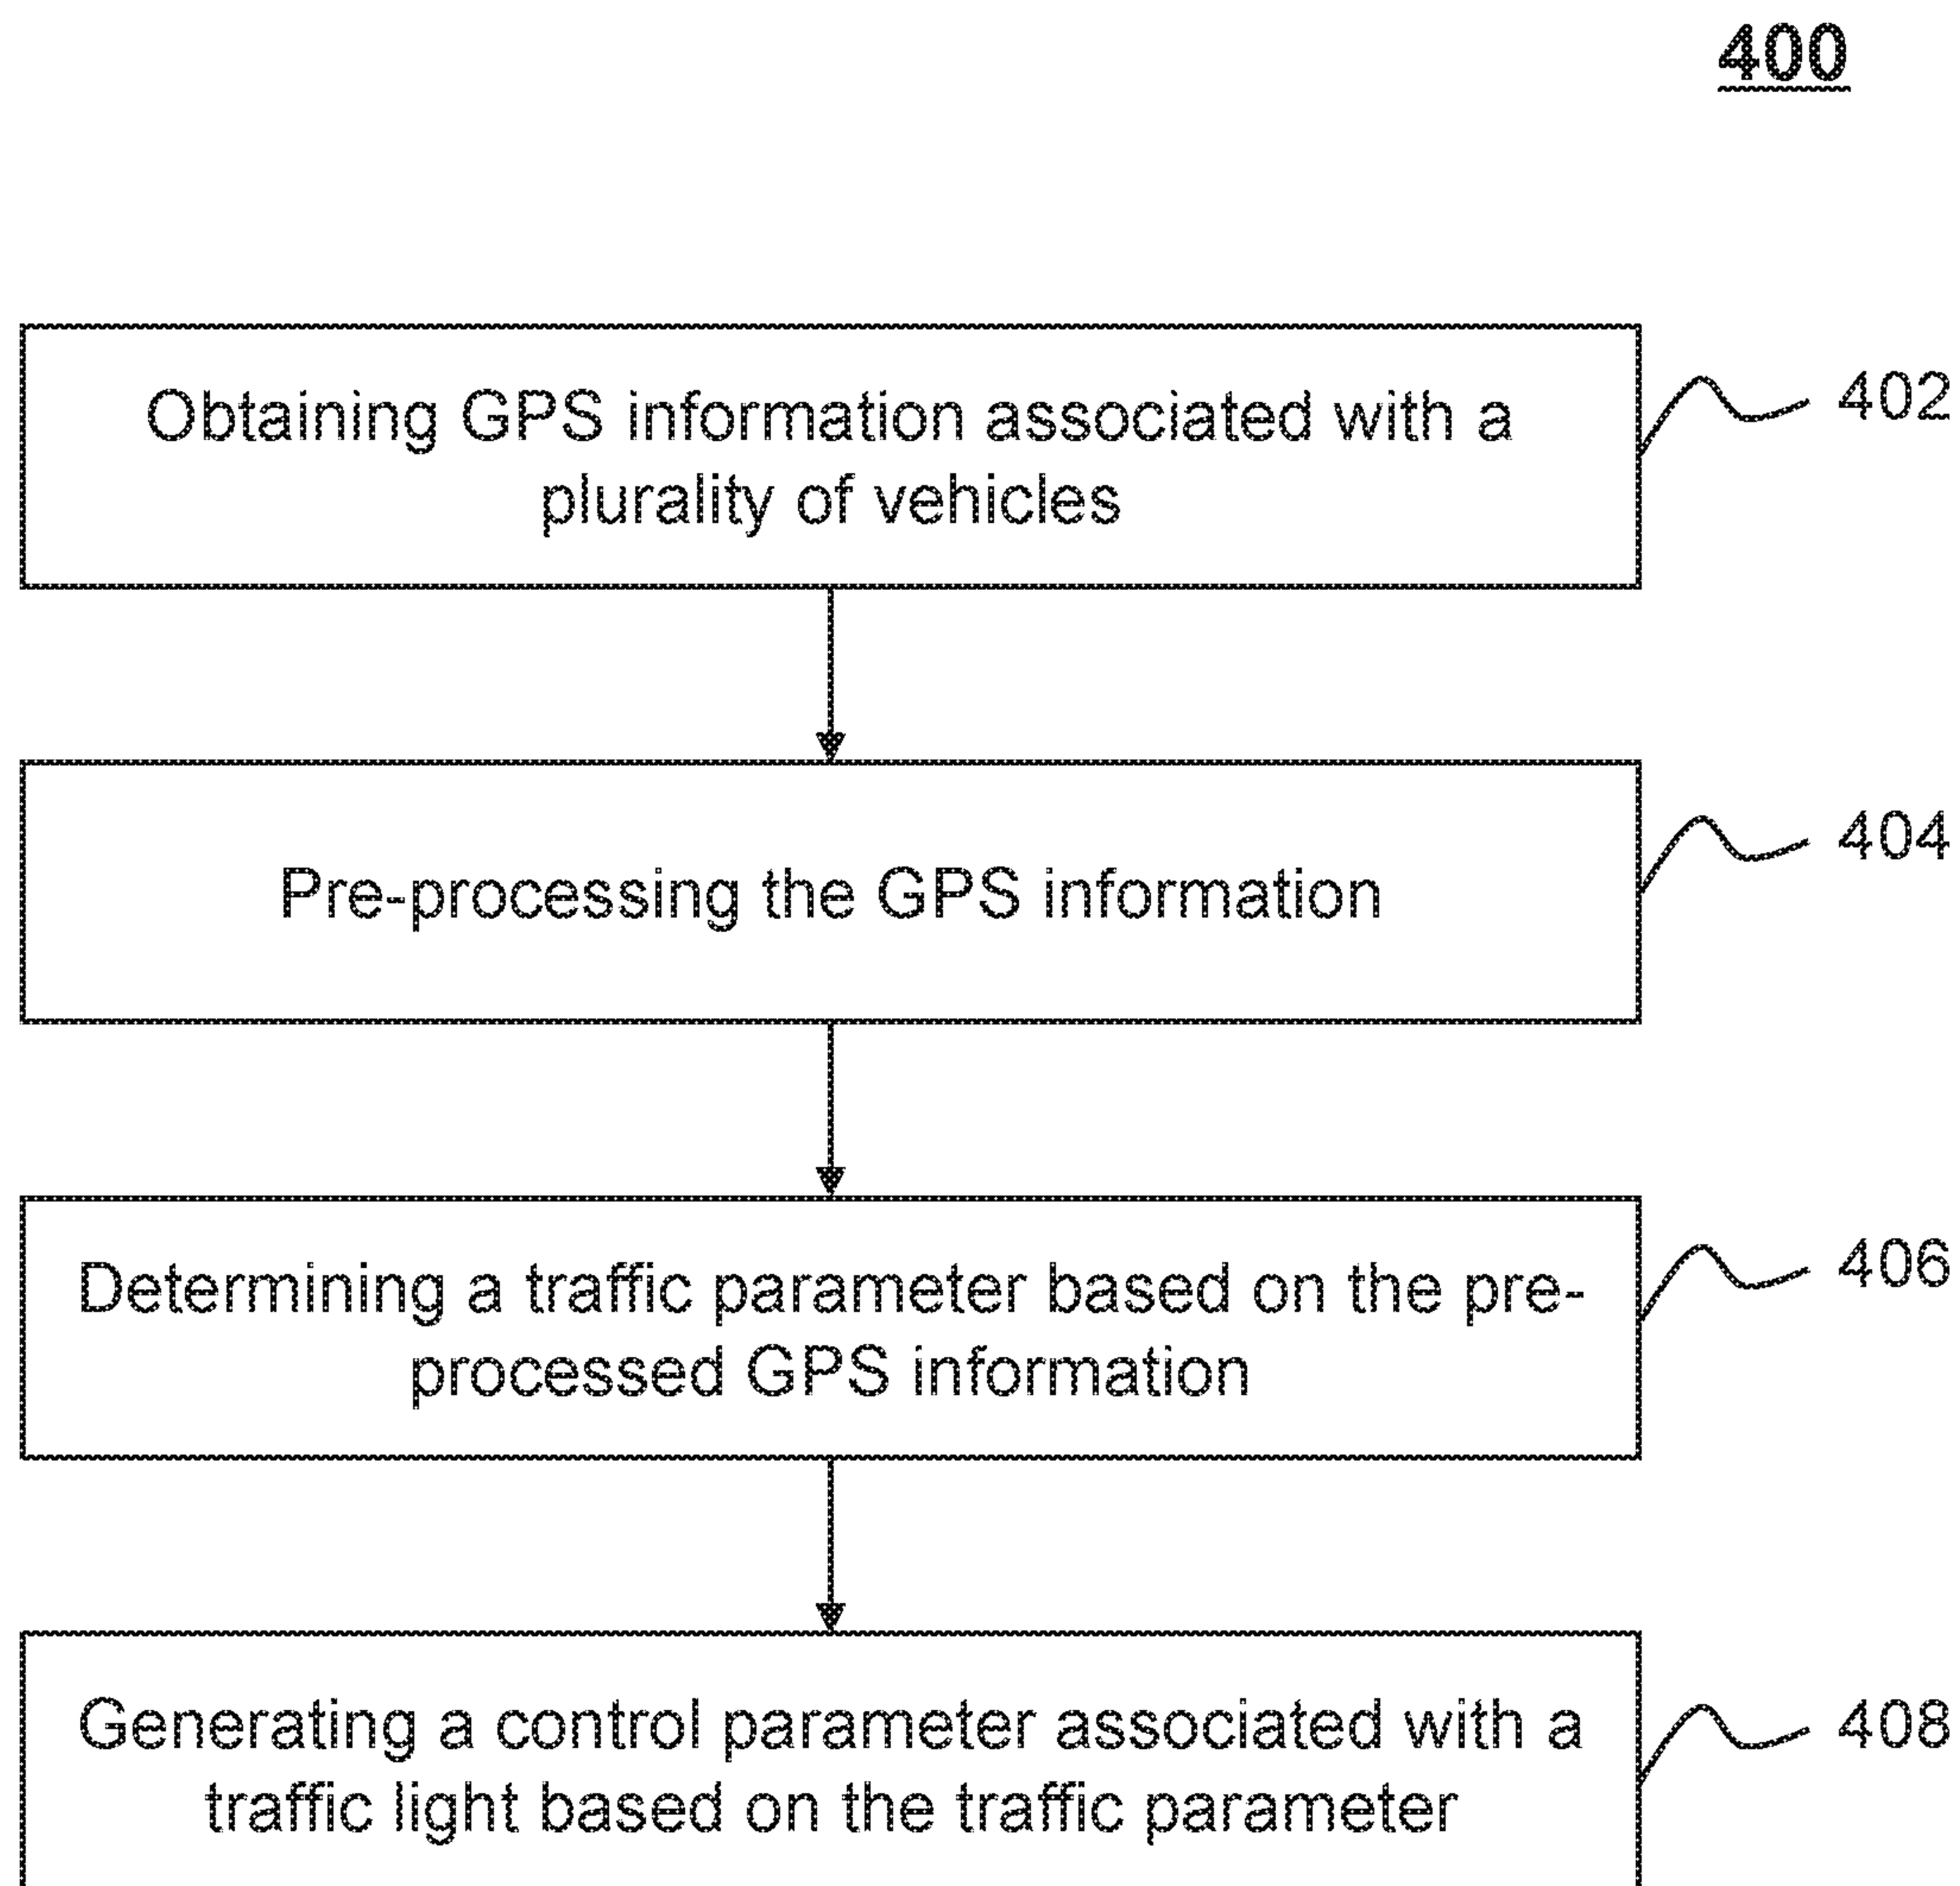 400
Obtaining GPS information associated with a
plurality of vehicles
402
Pre-processing the GPS information
404
Determining a traffic parameter based on the pre-
processed GPS information
406
Generating a control parameter associated with a
traffic light based on the traffic parameter
408